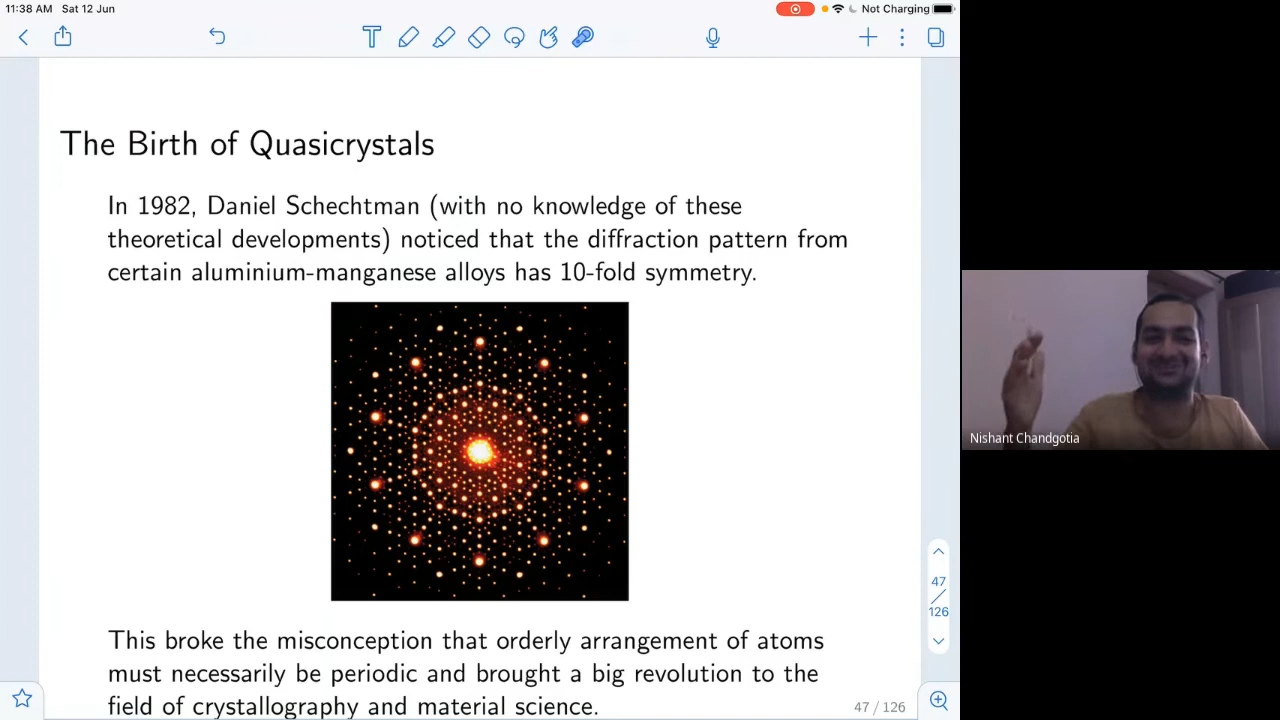 11:38 AM Sat 12 Jun
Not Charging
T
The Birth of Quasicrystals
In 1982, Daniel Schechtman (with no knowledge of these
theoretical developments) noticed that the diffraction pattern from
certain aluminium-manganese alloys has 10-fold symmetry.
Nishant Chandgotia
47
126
This broke the misconception that orderly arrangement of atoms
must necessarily be periodic and brought a big revolution to the
field of crystallography and material science.
47 / 126